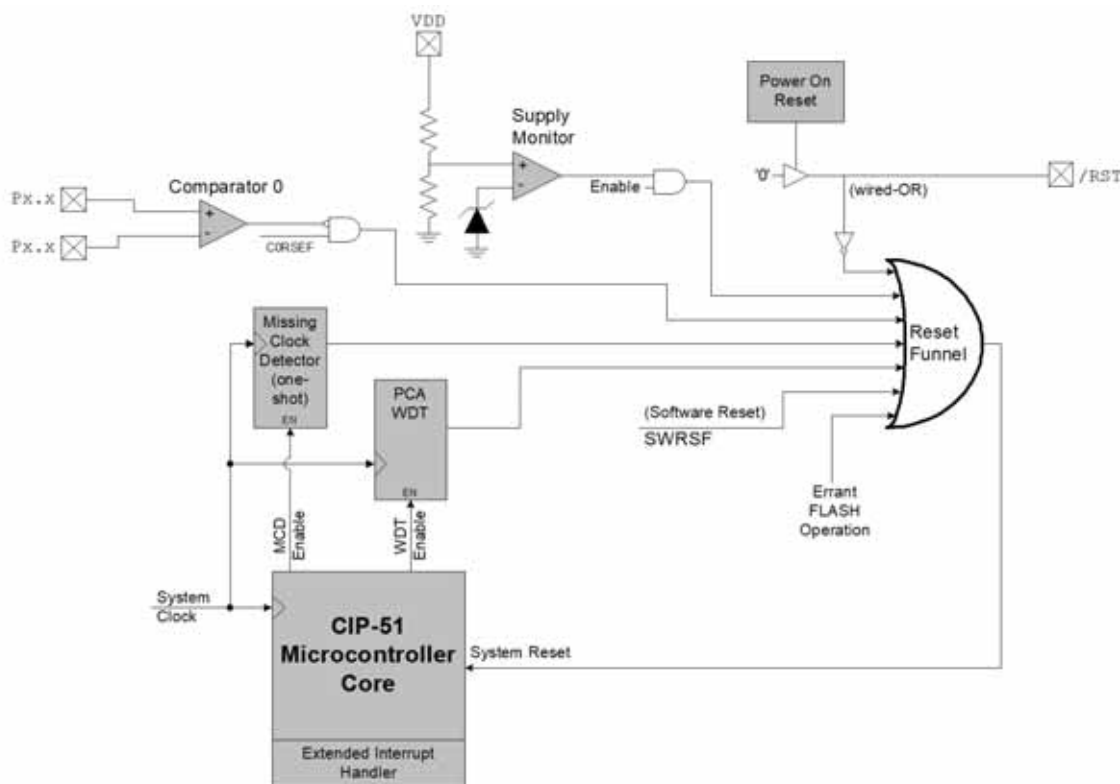 VDD
Power On
Reset
Supply
Monitor
+
-
Enable
'0'
(wired-OR)
/RST
Comparator 0
Px.x
Px.x
+
-
C0RSEF
Missing
Clock
Detector
(one-
shot)
EN
PCA
WDT
EN
Reset
Funnel
(Software Reset)
SWRSF
Errant
FLASH
Operation
MCD
Enable
WDT
Enable
System
Clock
CIP-51
Microcontroller
Core
System Reset
Extended Interrupt
Handler